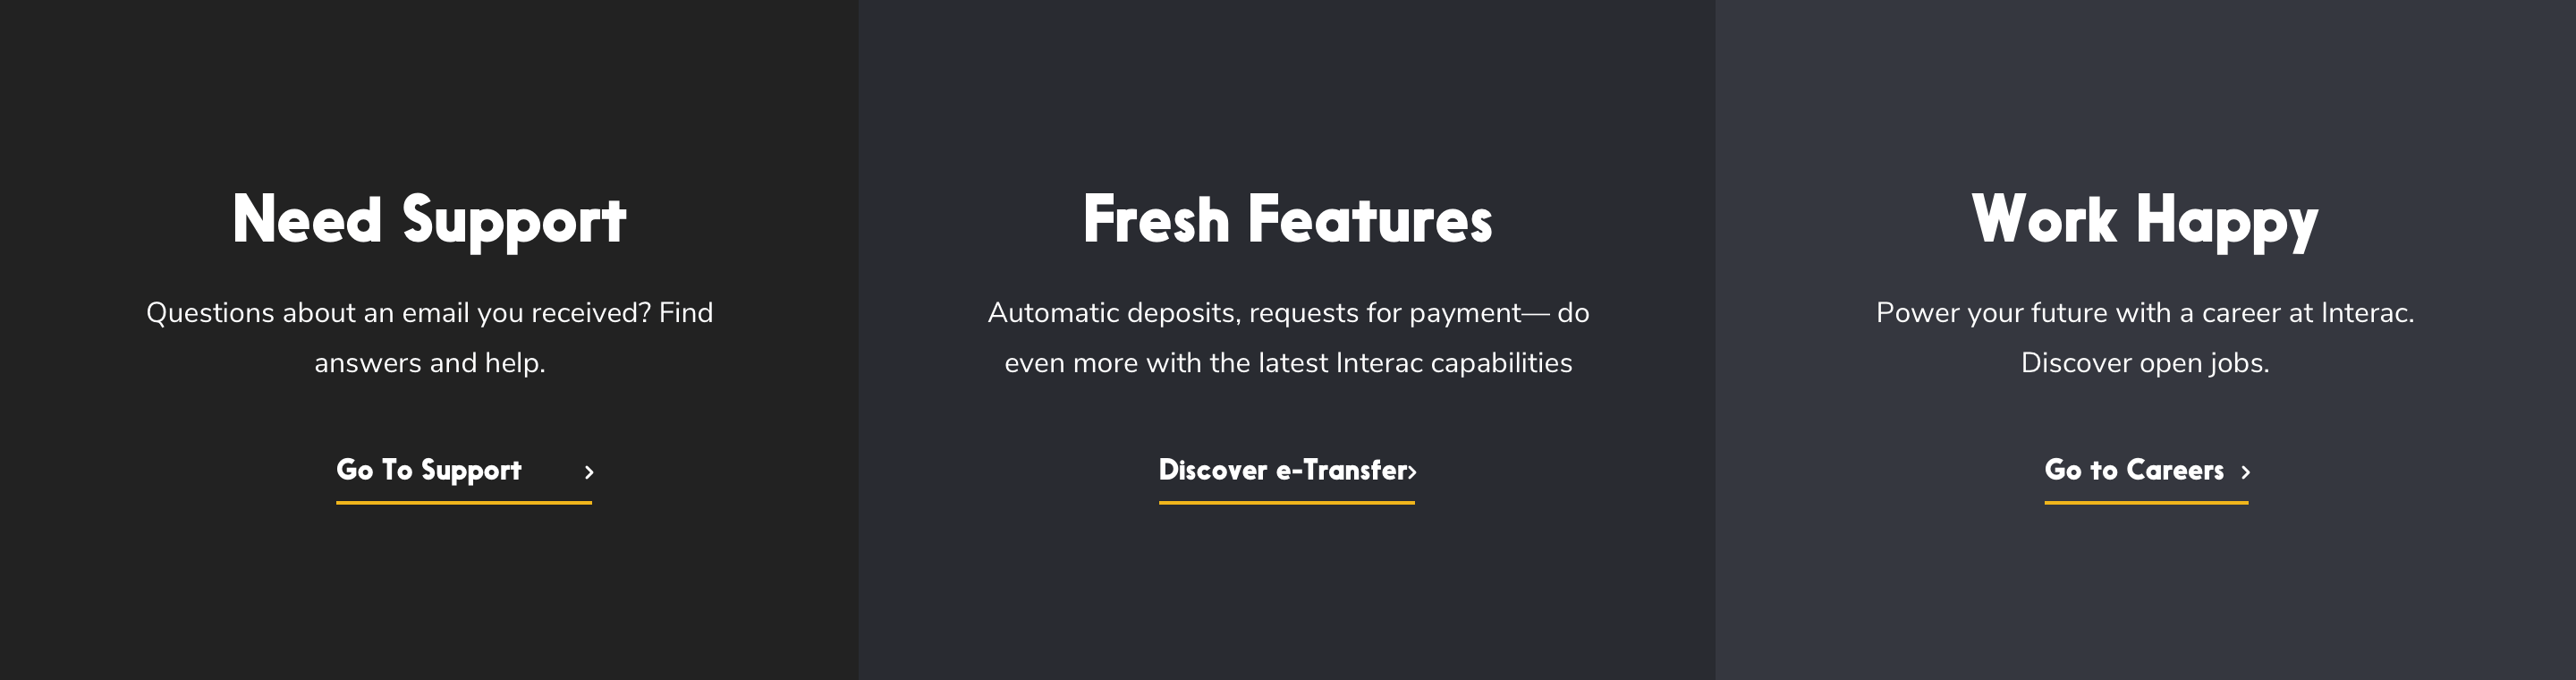 Need Support
Questions about an email you received? Find
answers and help.
Go To Support
Fresh Features
Automatic deposits, requests for payment— do
even more with the latest Interac capabilities
Discover e-Transfer
Work Happy
Power your future with a career at Interac.
Discover open jobs.
Go to Careers